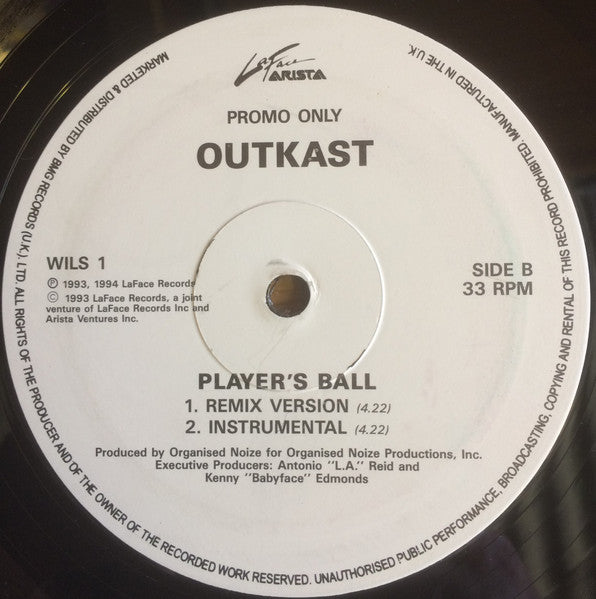 LaFace
ARISTA
PROMO ONLY
OUTKAST
WILS 1
Ⓟ 1993, 1994 LaFace Records
© 1993 LaFace Records, a joint
venture of LaFace Records Inc and
Arista Ventures Inc.
SIDE B
33 RPM
PLAYER'S BALL
1. REMIX VERSION (4.22)
2. INSTRUMENTAL (4.22)
Produced by Organised Noize for Organised Noize Productions, Inc.
Executive Producers: Antonio "L.A." Reid and
Kenny "Babyface" Edmonds
MARKETED & DISTRIBUTED BY BMG RECORDS (U.K.), LTD. ALL RIGHTS OF THE PRODUCER AND OF THE OWNER OF THE RECORDED WORK RESERVED. UNAUTHORISED PUBLIC PERFORMANCE, BROADCASTING, COPYING AND RENTAL OF THIS RECORD PROHIBITED. MANUFACTURED IN THE U.K.